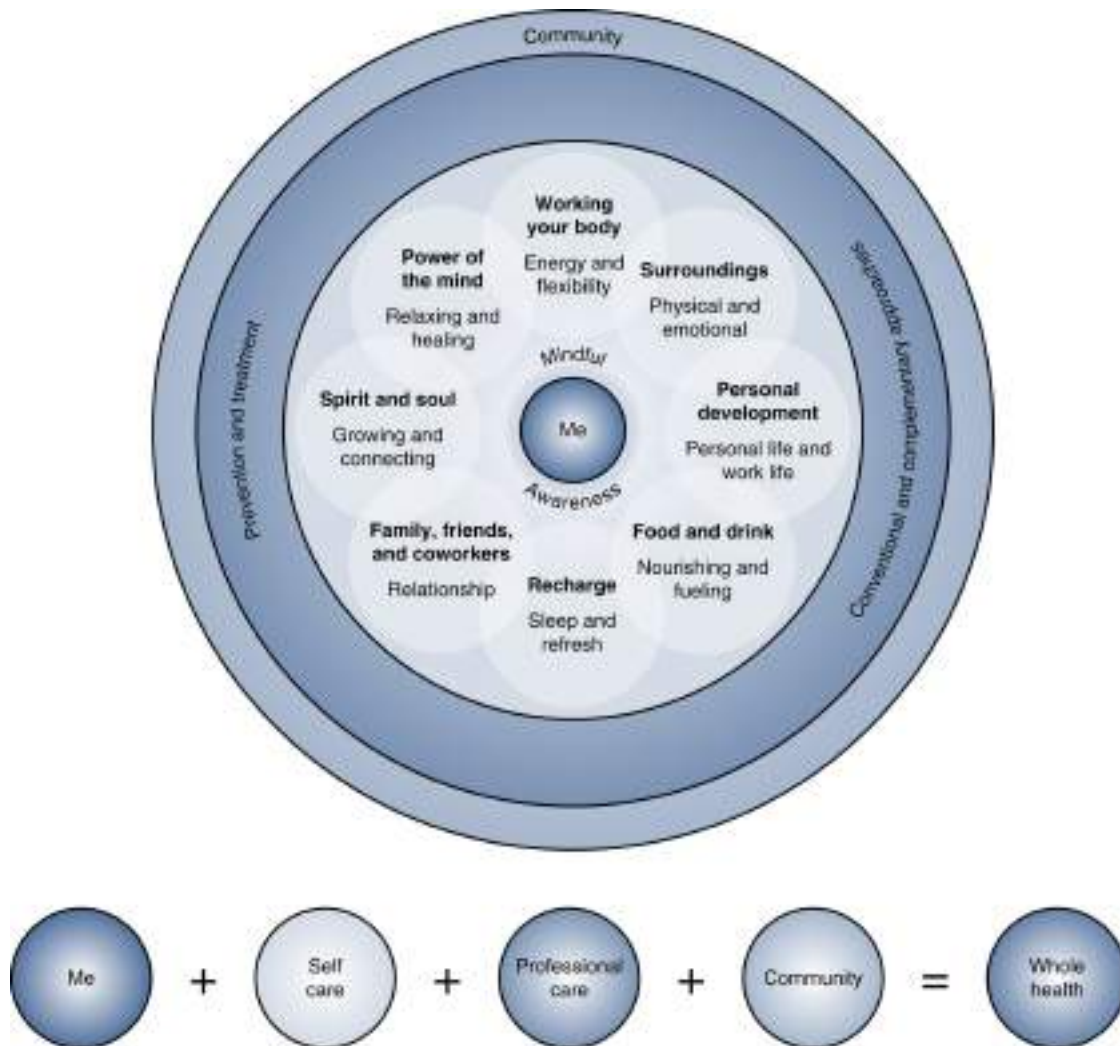 Community
Prevention and treatment
Conventional and complementary approaches
Working
your body
Energy and
flexibility
Surroundings
Physical and
emotional
Personal
development
Personal life and
work life
Food and drink
Nourishing and
fueling
Recharge
Sleep and
refresh
Family, friends,
and coworkers
Relationship
Spirit and soul
Growing and
connecting
Power of
the mind
Relaxing and
healing
Mindful
Me
Awareness
Me
+
Self
care
+
Professional
care
+
Community
=
Whole
health